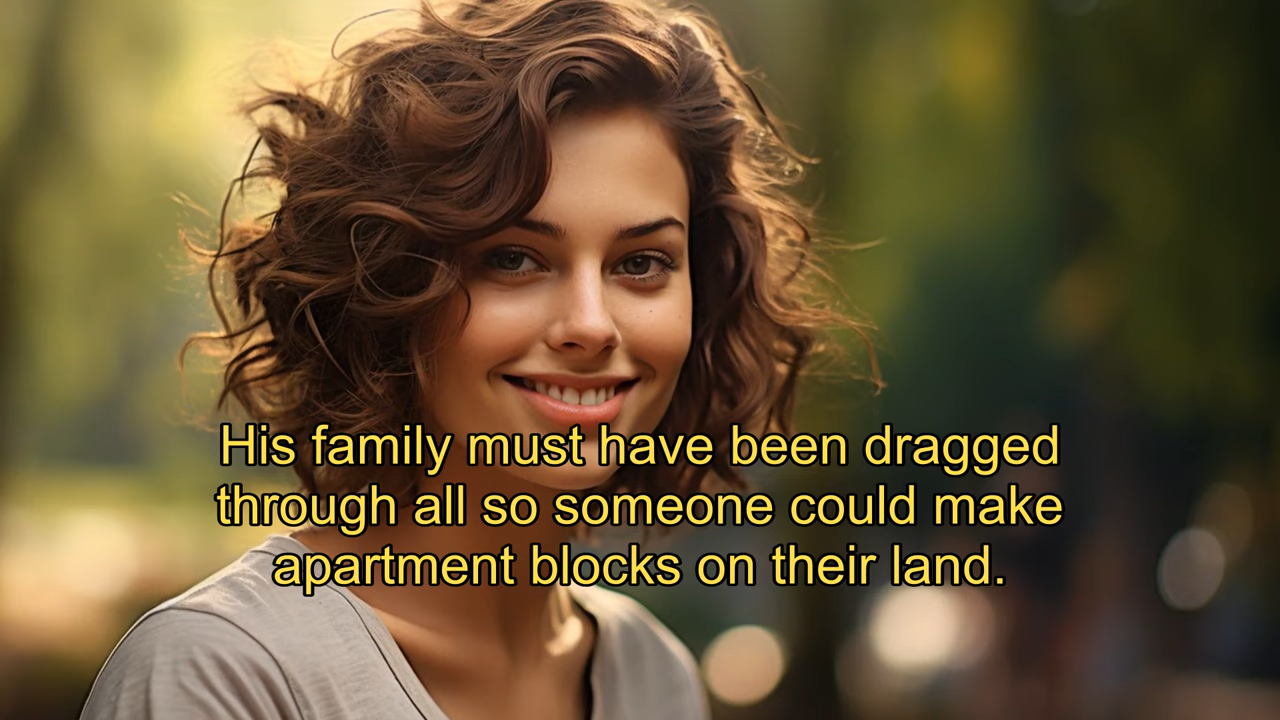 His family must have been dragged
through all so someone could make
apartment blocks on their land.